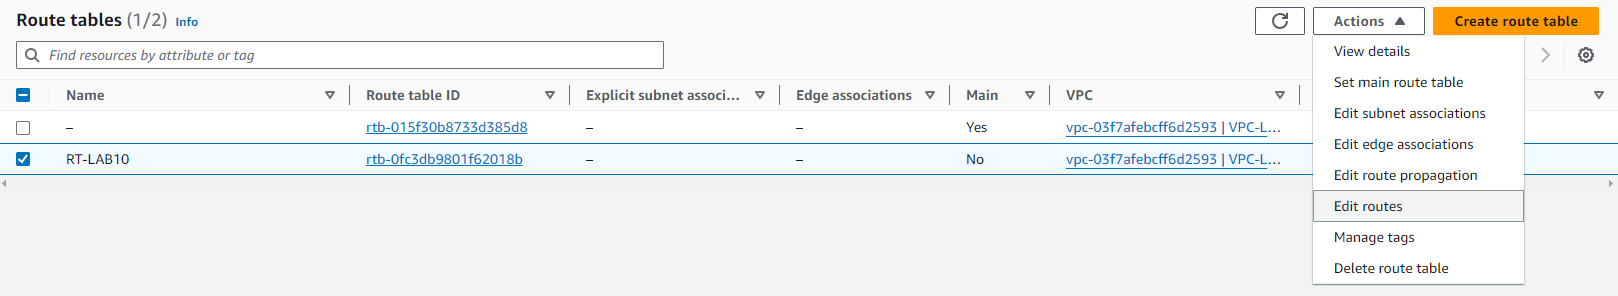 Route tables (1/2) Info
Actions
Create route table
Find resources by attribute or tag
Name Route table ID Explicit subnet associ... Edge associations Main VPC
– rtb-015f30b8733d385d8 – – Yes vpc-03f7afebcff6d2593 | VPC-L...
RT-LAB10 rtb-0fc3db9801f62018b – – No vpc-03f7afebcff6d2593 | VPC-L...
View details
Set main route table
Edit subnet associations
Edit edge associations
Edit route propagation
Edit routes
Manage tags
Delete route table